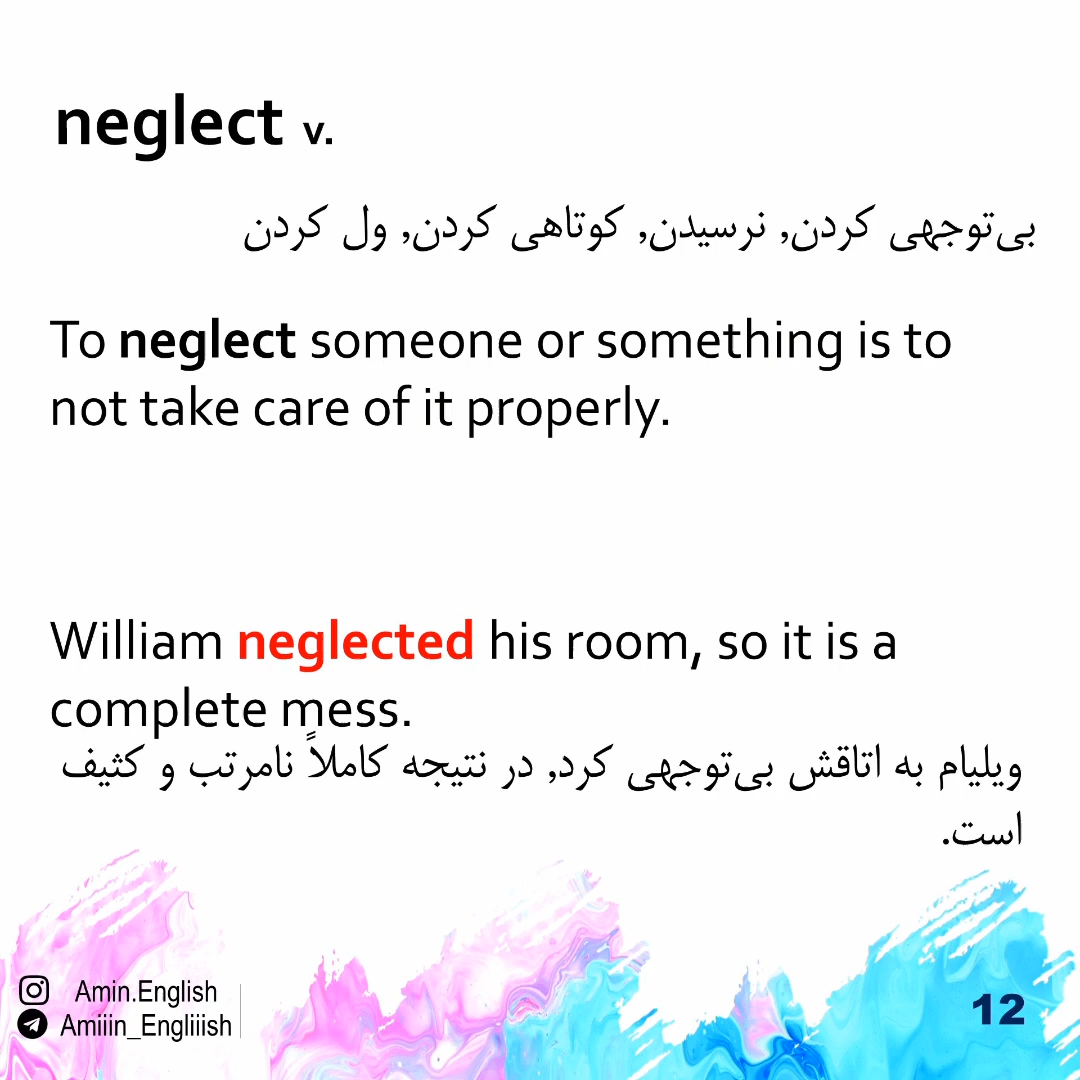 neglect v.
بی‌توجهی کردن, نرسیدن, کوتاهی کردن, ول کردن
To neglect someone or something is to
not take care of it properly.
William neglected his room, so it is a
complete mess.
ویلیام به اتاقش بی‌توجهی کرد, در نتیجه کاملاً نامرتب و کثیف
است.
Amin.English
Amiiin_Engliiish
12